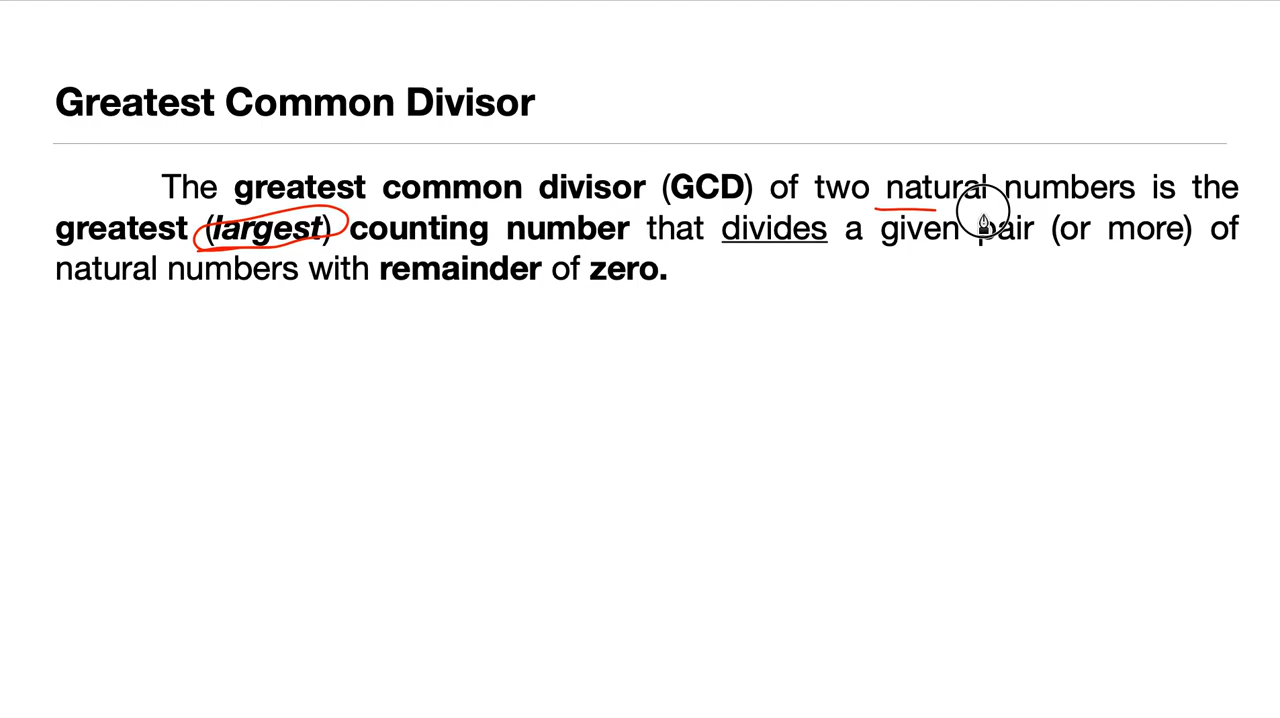 Greatest Common Divisor
The greatest common divisor (GCD) of two natural numbers is the
greatest (largest) counting number that divides a given pair (or more) of
natural numbers with remainder of zero.